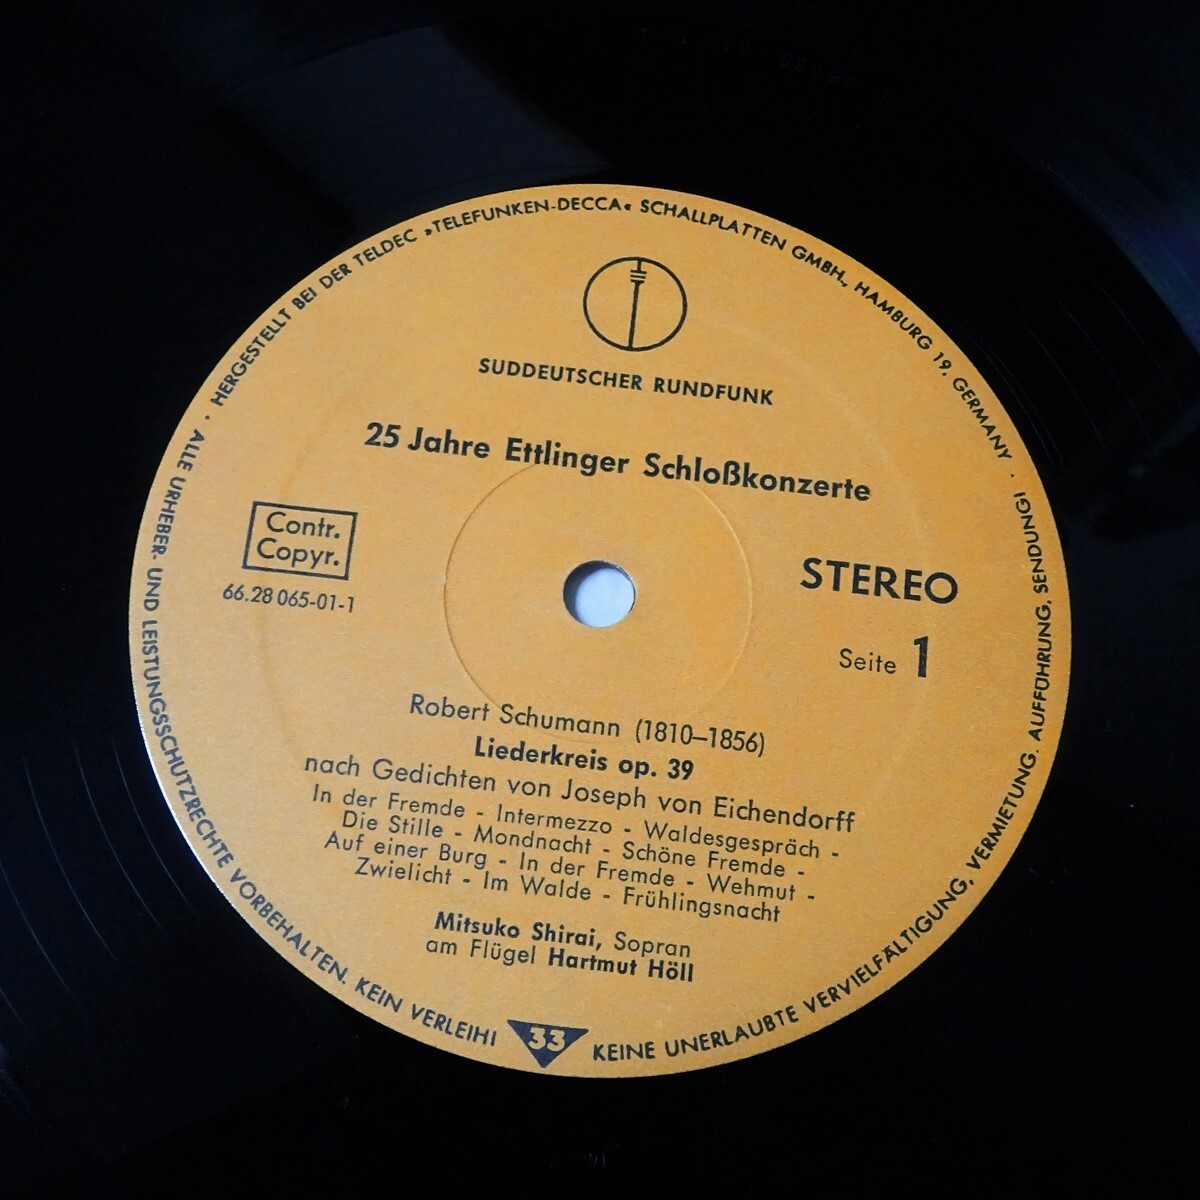 HERGESTELLT BEI DER TELDEC »TELEFUNKEN-DECCA« SCHALLPLATTEN GMBH., HAMBURG 19, GERMANY ·
SUDDEUTSCHER RUNDFUNK
25 Jahre Ettlinger Schloßkonzerte
Contr.
Copyr.
66.28 065-01-1
STEREO
Seite 1
Robert Schumann (1810–1856)
Liederkreis op. 39
nach Gedichten von Joseph von Eichendorff
In der Fremde - Intermezzo - Waldesgespräch -
Die Stille - Mondnacht - Schöne Fremde -
Auf einer Burg - In der Fremde - Wehmut -
Zwielicht - Im Walde - Frühlingsnacht
Mitsuko Shirai, Sopran
am Flügel Hartmut Höll
33
· ALLE URHEBER- UND LEISTUNGSSCHUTZRECHTE VORBEHALTEN. KEIN VERLEIH!
KEINE UNERLAUBTE VERVIELFÄLTIGUNG, VERMIETUNG. AUFFÜHRUNG, SENDUNG!